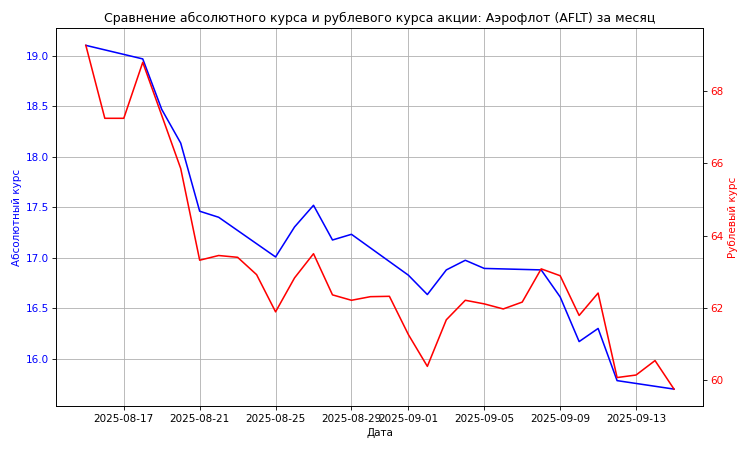 Сравнение абсолютного курса и рублевого курса акции: Аэрофлот (AFLT) за месяц
Абсолютный курс
19.0
18.5
18.0
17.5
17.0
16.5
16.0
68
66
64
62
60
Рублевый курс
2025-08-17 2025-08-21 2025-08-25 2025-08-29 2025-09-01 2025-09-05 2025-09-09 2025-09-13
Дата